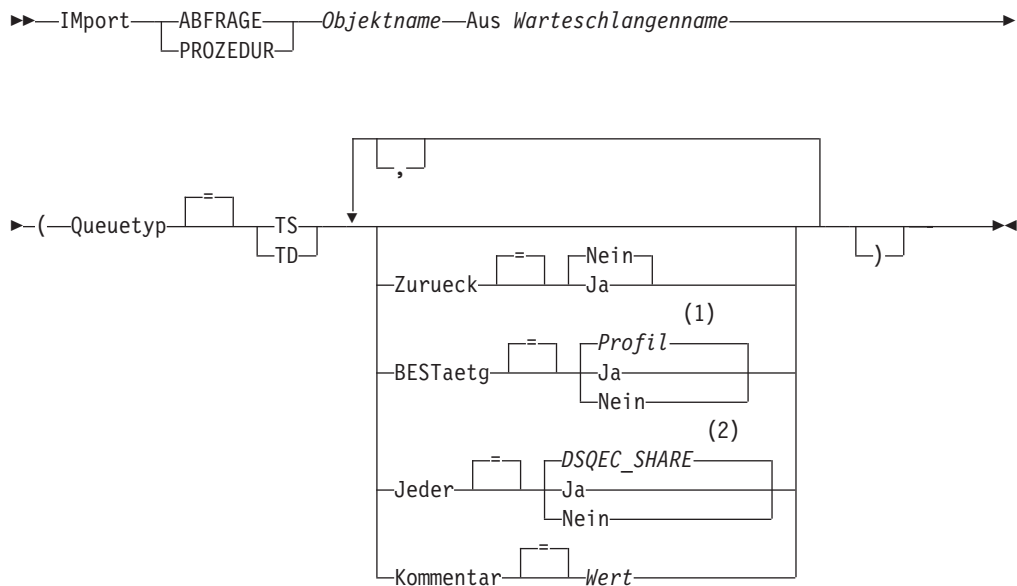 IMport ABFRAGE Objektname Aus Warteschlangenname
PROZEDUR
,
( Queuetyp = TS )
TD
Zurueck = Nein
Ja
(1)
BESTaetg = Profil
Ja
Nein
(2)
Jeder = DSQEC_SHARE
Ja
Nein
Kommentar = Wert